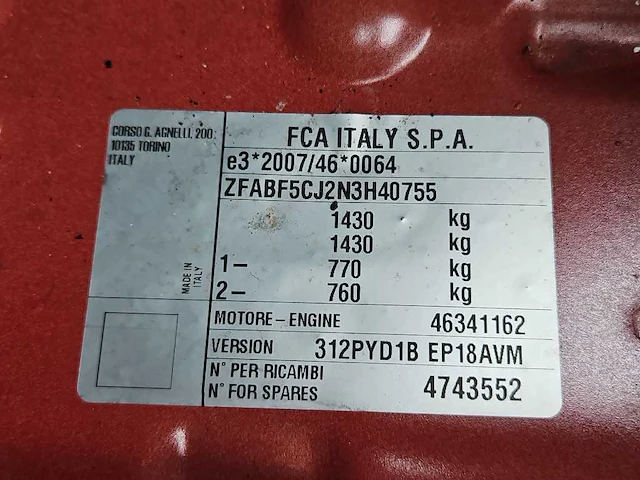 CORSO G. AGNELLI, 200
10135 TORINO
ITALY
FCA ITALY S.P.A.
e3*2007/46*0064
ZFABF5CJ2N3H40755
1430 kg
1430 kg
1– 770 kg
2– 760 kg
MADE IN
ITALY
MOTORE – ENGINE 46341162
VERSION 312PYD1B EP18AVM
N° PER RICAMBI
N° FOR SPARES 4743552